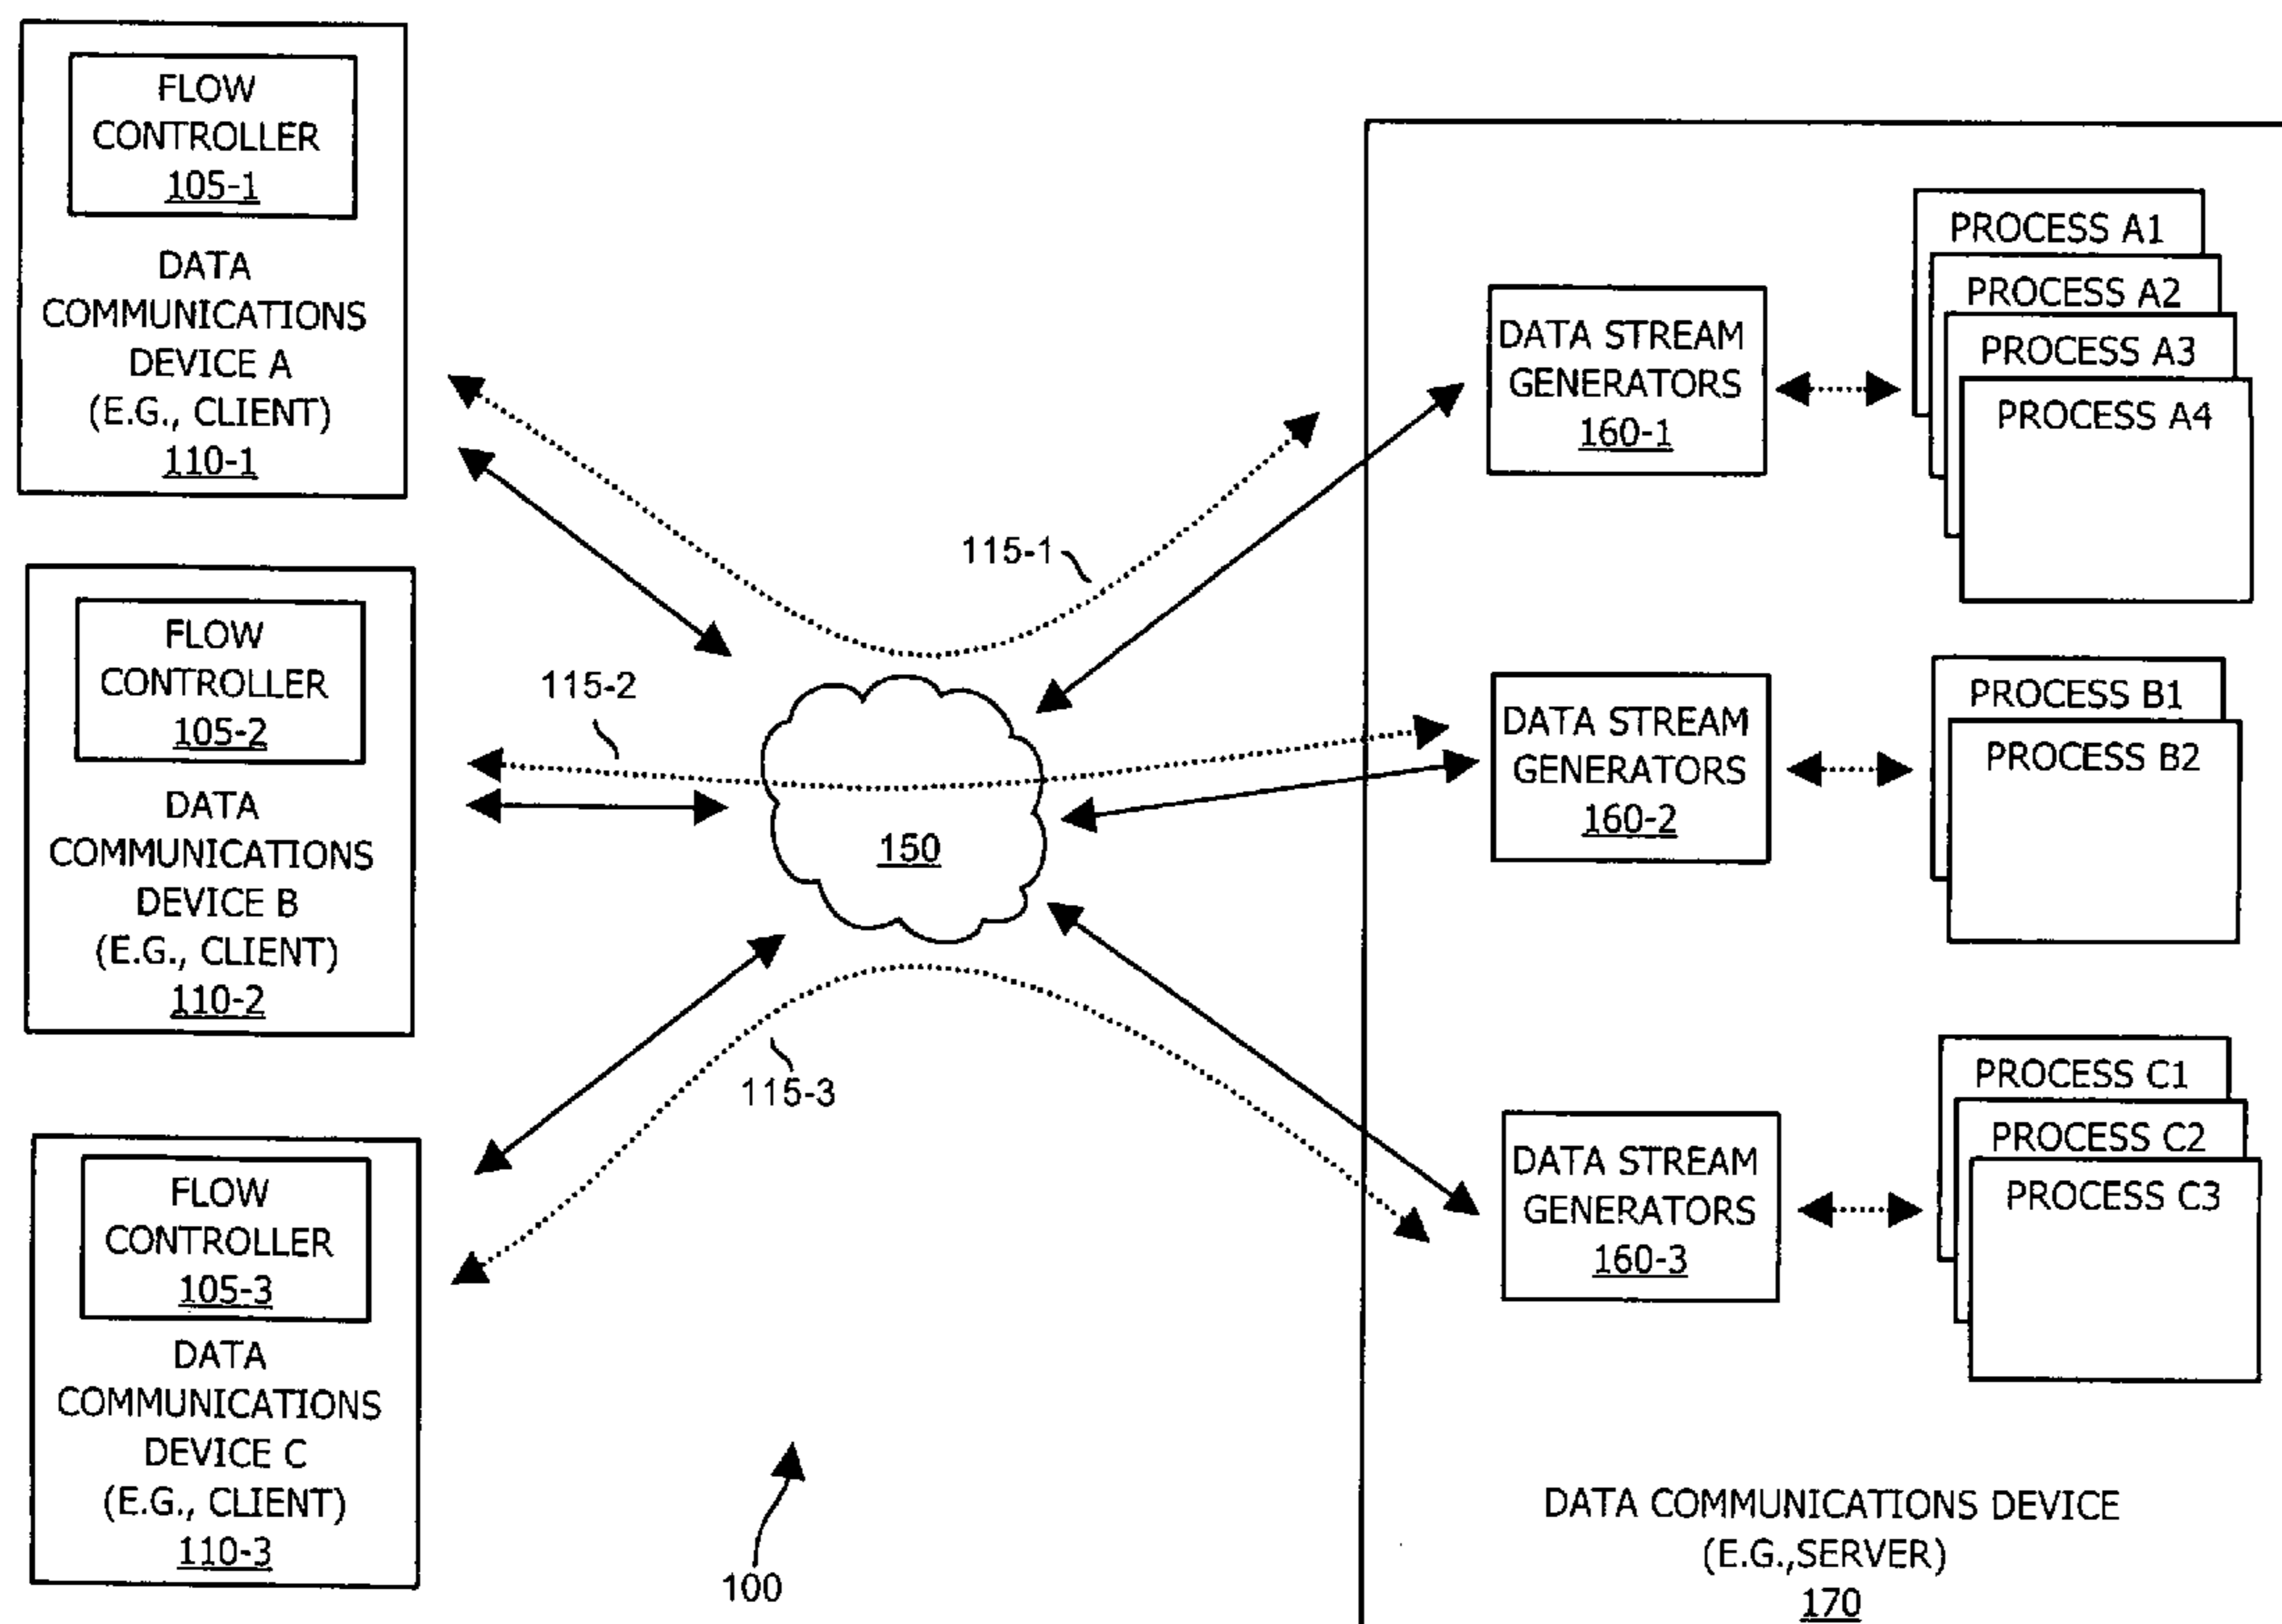 FLOW
CONTROLLER
105-1
DATA
COMMUNICATIONS
DEVICE A
(E.G., CLIENT)
110-1
FLOW
CONTROLLER
105-2
DATA
COMMUNICATIONS
DEVICE B
(E.G., CLIENT)
110-2
FLOW
CONTROLLER
105-3
DATA
COMMUNICATIONS
DEVICE C
(E.G., CLIENT)
110-3
115-1
115-2
150
115-3
100
DATA STREAM
GENERATORS
160-1
PROCESS A1
PROCESS A2
PROCESS A3
PROCESS A4
DATA STREAM
GENERATORS
160-2
PROCESS B1
PROCESS B2
DATA STREAM
GENERATORS
160-3
PROCESS C1
PROCESS C2
PROCESS C3
DATA COMMUNICATIONS DEVICE
(E.G.,SERVER)
170